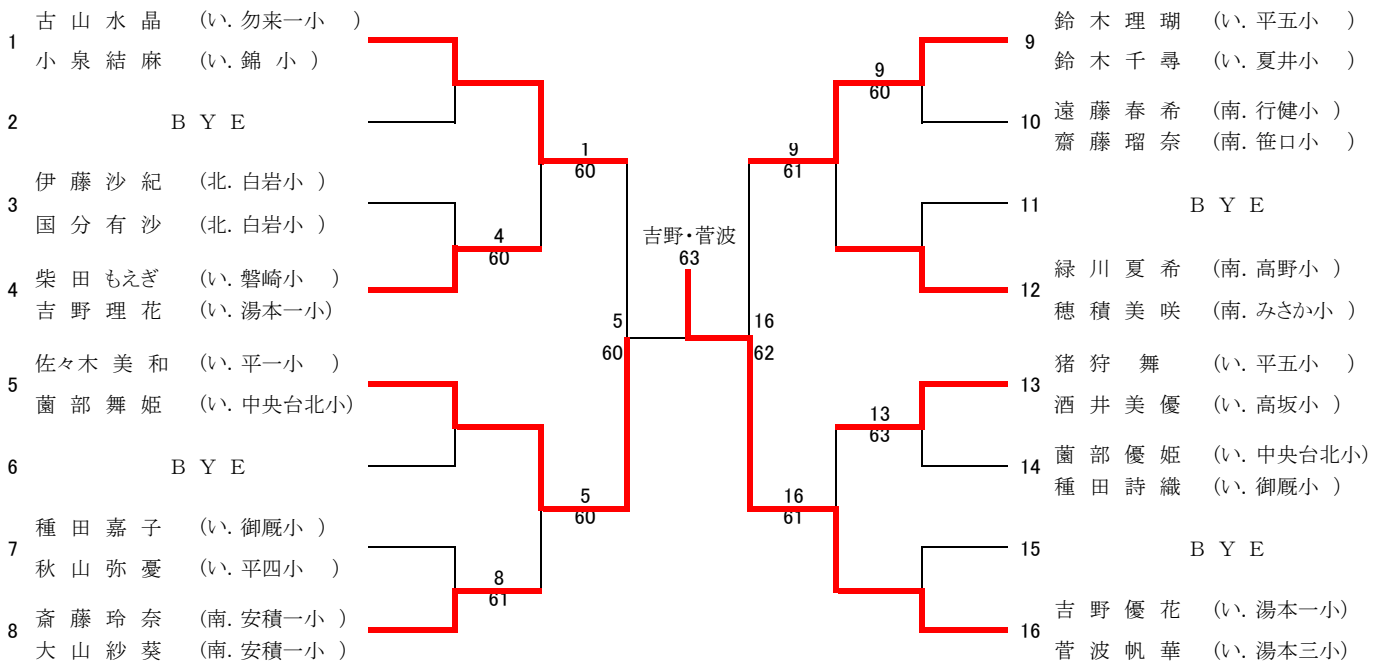 1 古山水晶 (い. 勿来一小 )
小泉結麻 (い. 錦 小 )
2 B Y E
3 伊藤沙紀 (北. 白岩小 )
国分有沙 (北. 白岩小 )
4 柴田もえぎ (い. 磐崎小 )
吉野理花 (い. 湯本一小)
5 佐々木美和 (い. 平一小 )
薗部舞姫 (い. 中央台北小)
6 B Y E
7 種田嘉子 (い. 御厩小 )
秋山弥憂 (い. 平四小 )
8 斎藤玲奈 (南. 安積一小 )
大山紗葵 (南. 安積一小 )
4
60
8
61
1
60
5
60
5
60
吉野・菅波
63
16
62
9
61
16
61
9
60
13
63
9 鈴木理瑚 (い. 平五小 )
鈴木千尋 (い. 夏井小 )
10 遠藤春希 (南. 行健小 )
齋藤瑠奈 (南. 笹口小 )
11 B Y E
12 緑川夏希 (南. 高野小 )
穂積美咲 (南. みさか小 )
13 猪狩 舞 (い. 平五小 )
酒井美優 (い. 高坂小 )
14 薗部優姫 (い. 中央台北小)
種田詩織 (い. 御厩小 )
15 B Y E
16 吉野優花 (い. 湯本一小)
菅波帆華 (い. 湯本三小)